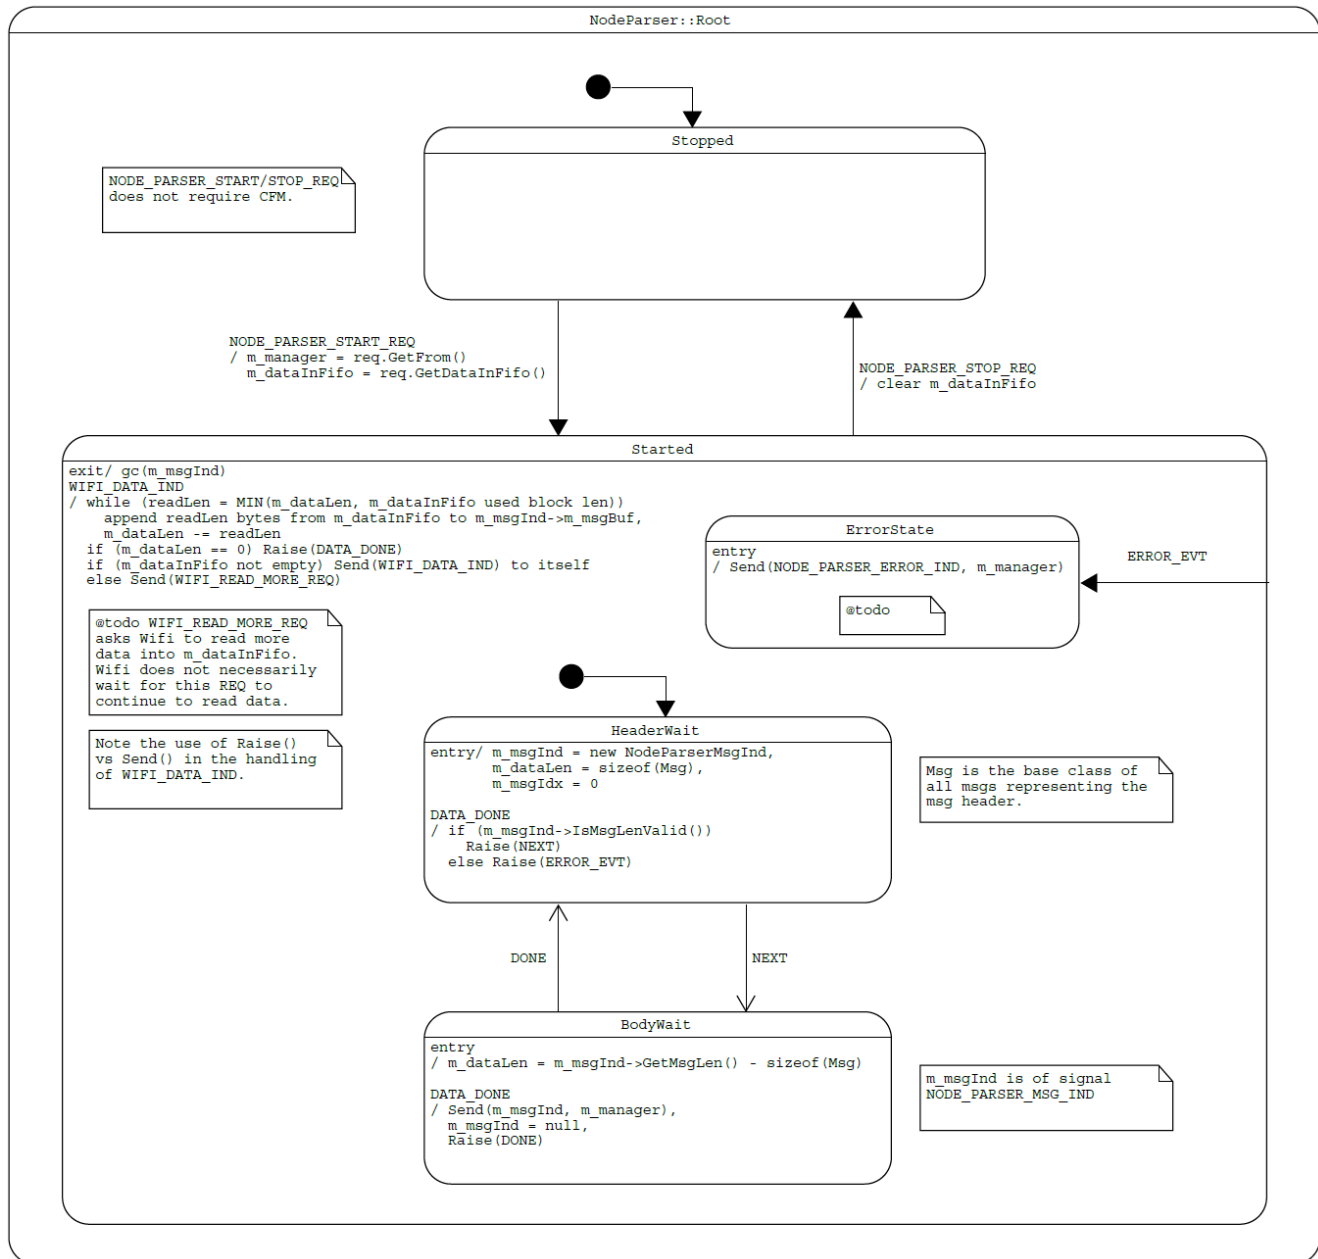 NodeParser::Root
Stopped
NODE_PARSER_START/STOP_REQ
does not require CFM.
NODE_PARSER_START_REQ
/ m_manager = req.GetFrom()
m_dataInFifo = req.GetDataInFifo()
NODE_PARSER_STOP_REQ
/ clear m_dataInFifo
Started
exit/ gc(m_msgInd)
WIFI_DATA_IND
/ while (readLen = MIN(m_dataLen, m_dataInFifo used block len))
append readLen bytes from m_dataInFifo to m_msgInd->m_msgBuf,
m_dataLen -= readLen
if (m_dataLen == 0) Raise(DATA_DONE)
if (m_dataInFifo not empty) Send(WIFI_DATA_IND) to itself
else Send(WIFI_READ_MORE_REQ)
ErrorState
entry
/ Send(NODE_PARSER_ERROR_IND, m_manager)
@todo
ERROR_EVT
@todo WIFI_READ_MORE_REQ
asks Wifi to read more
data into m_dataInFifo.
Wifi does not necessarily
wait for this REQ to
continue to read data.
Note the use of Raise()
vs Send() in the handling
of WIFI_DATA_IND.
HeaderWait
entry/ m_msgInd = new NodeParserMsgInd,
m_dataLen = sizeof(Msg),
m_msgIdx = 0
DATA_DONE
/ if (m_msgInd->IsMsgLenValid())
Raise(NEXT)
else Raise(ERROR_EVT)
Msg is the base class of
all msgs representing the
msg header.
DONE
NEXT
BodyWait
entry
/ m_dataLen = m_msgInd->GetMsgLen() - sizeof(Msg)
DATA_DONE
/ Send(m_msgInd, m_manager),
m_msgInd = null,
Raise(DONE)
m_msgInd is of signal
NODE_PARSER_MSG_IND